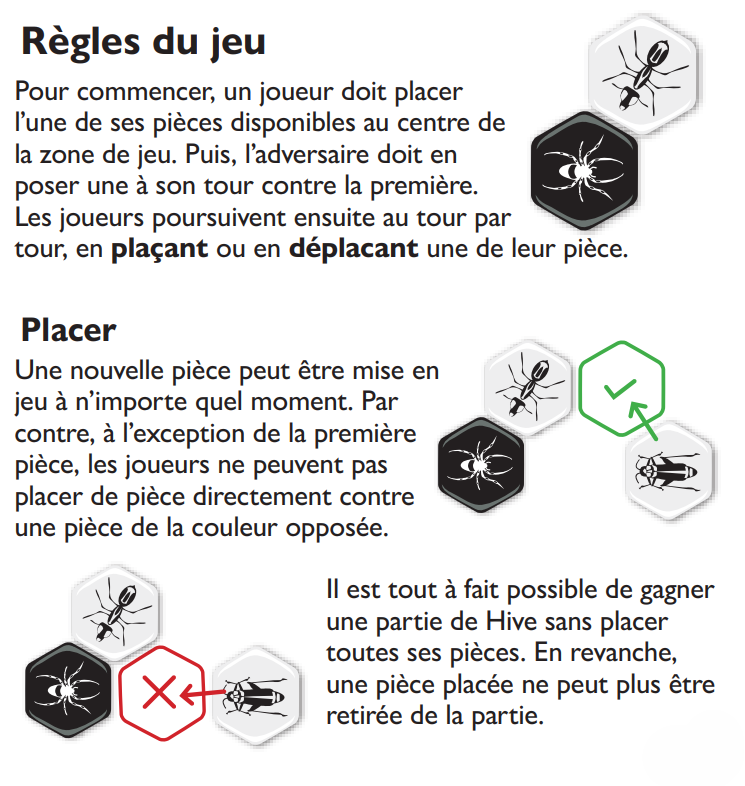 Règles du jeu
Pour commencer, un joueur doit placer
l’une de ses pièces disponibles au centre de
la zone de jeu. Puis, l’adversaire doit en
poser une à son tour contre la première.
Les joueurs poursuivent ensuite au tour par
tour, en plaçant ou en déplacant une de leur pièce.
Placer
Une nouvelle pièce peut être mise en
jeu à n’importe quel moment. Par
contre, à l’exception de la première
pièce, les joueurs ne peuvent pas
placer de pièce directement contre
une pièce de la couleur opposée.
Il est tout à fait possible de gagner
une partie de Hive sans placer
toutes ses pièces. En revanche,
une pièce placée ne peut plus être
retirée de la partie.